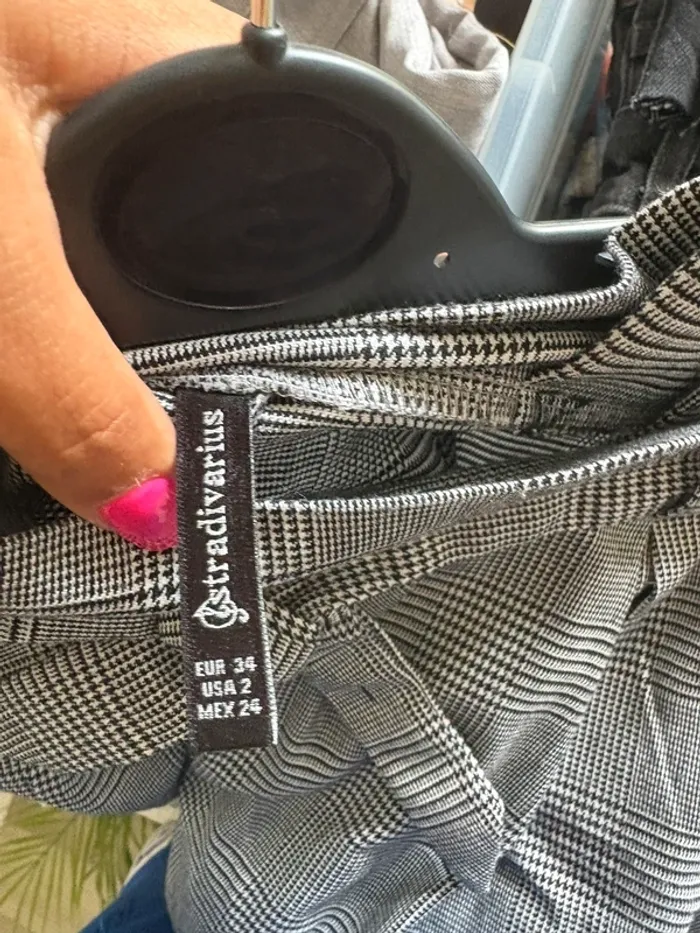 stradivarius
EUR 34
USA 2
MEX 24